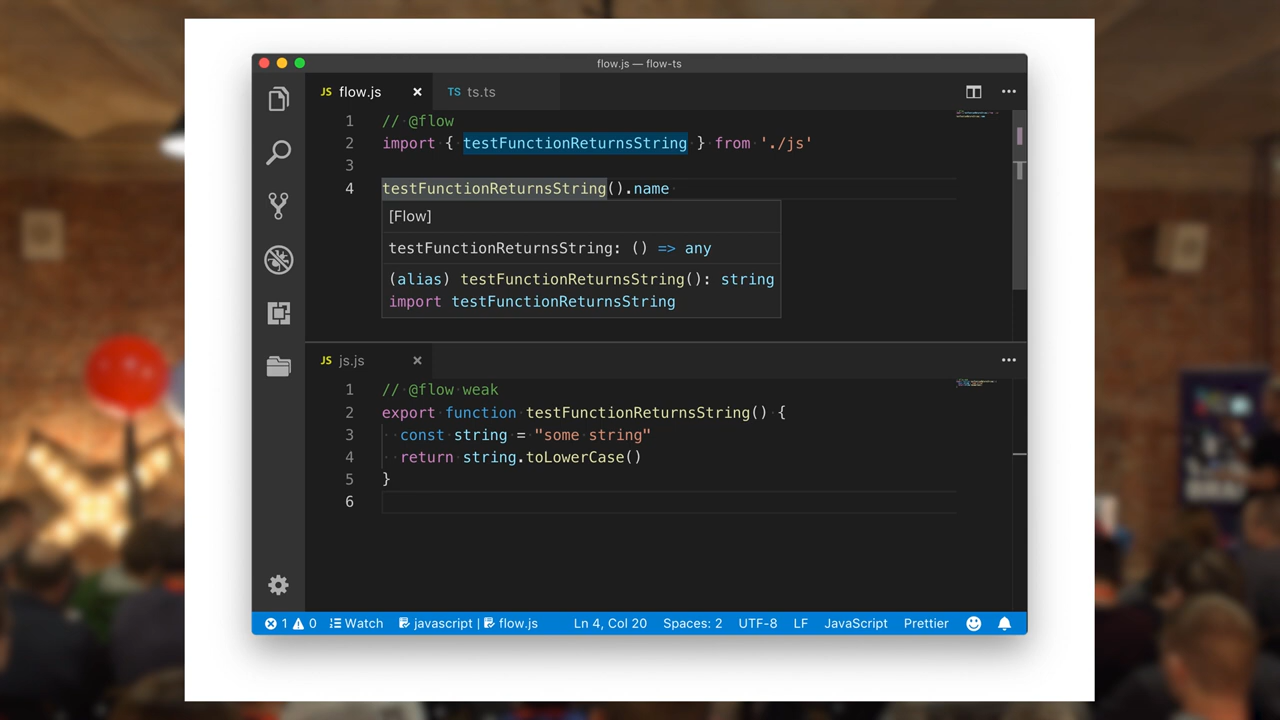 flow.js — flow-ts
JS flow.js × TS ts.ts
1 // @flow
2 import { testFunctionReturnsString } from './js'
3
4 testFunctionReturnsString().name
[Flow]
testFunctionReturnsString: () => any
(alias) testFunctionReturnsString(): string
import testFunctionReturnsString
JS js.js ×
1 // @flow weak
2 export function testFunctionReturnsString() {
3 const string = "some string"
4 return string.toLowerCase()
5 }
6
1 0 Watch javascript | flow.js Ln 4, Col 20 Spaces: 2 UTF-8 LF JavaScript Prettier